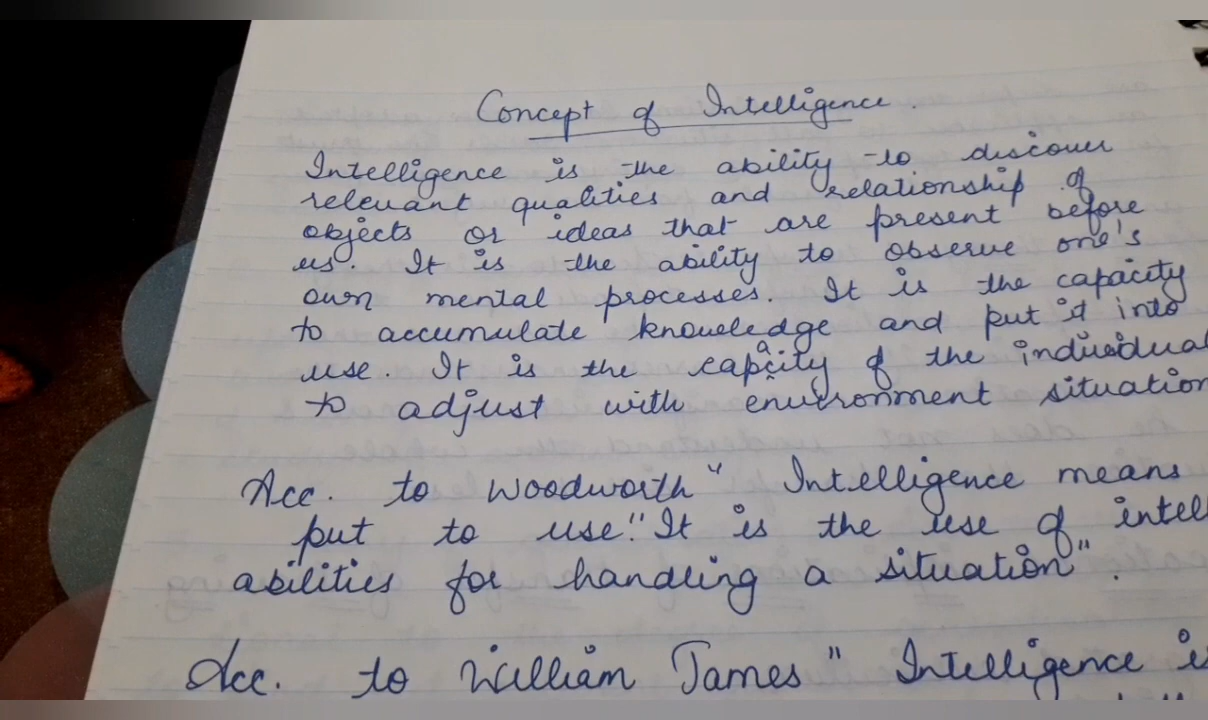 Concept of Intelligence.
Intelligence is the ability to discover
relevant qualities and relationship of
objects or ideas that are present before
us. It is the ability to observe one's
own mental processes. It is the capacity
to accumulate knowledge and put it into
use. It is the capacity of the individual
to adjust with environment situation
Acc. to Woodworth " Intelligence means
put to use." It is the use of intell
abilities for handling a situation".
Acc. to William James " Intelligence is